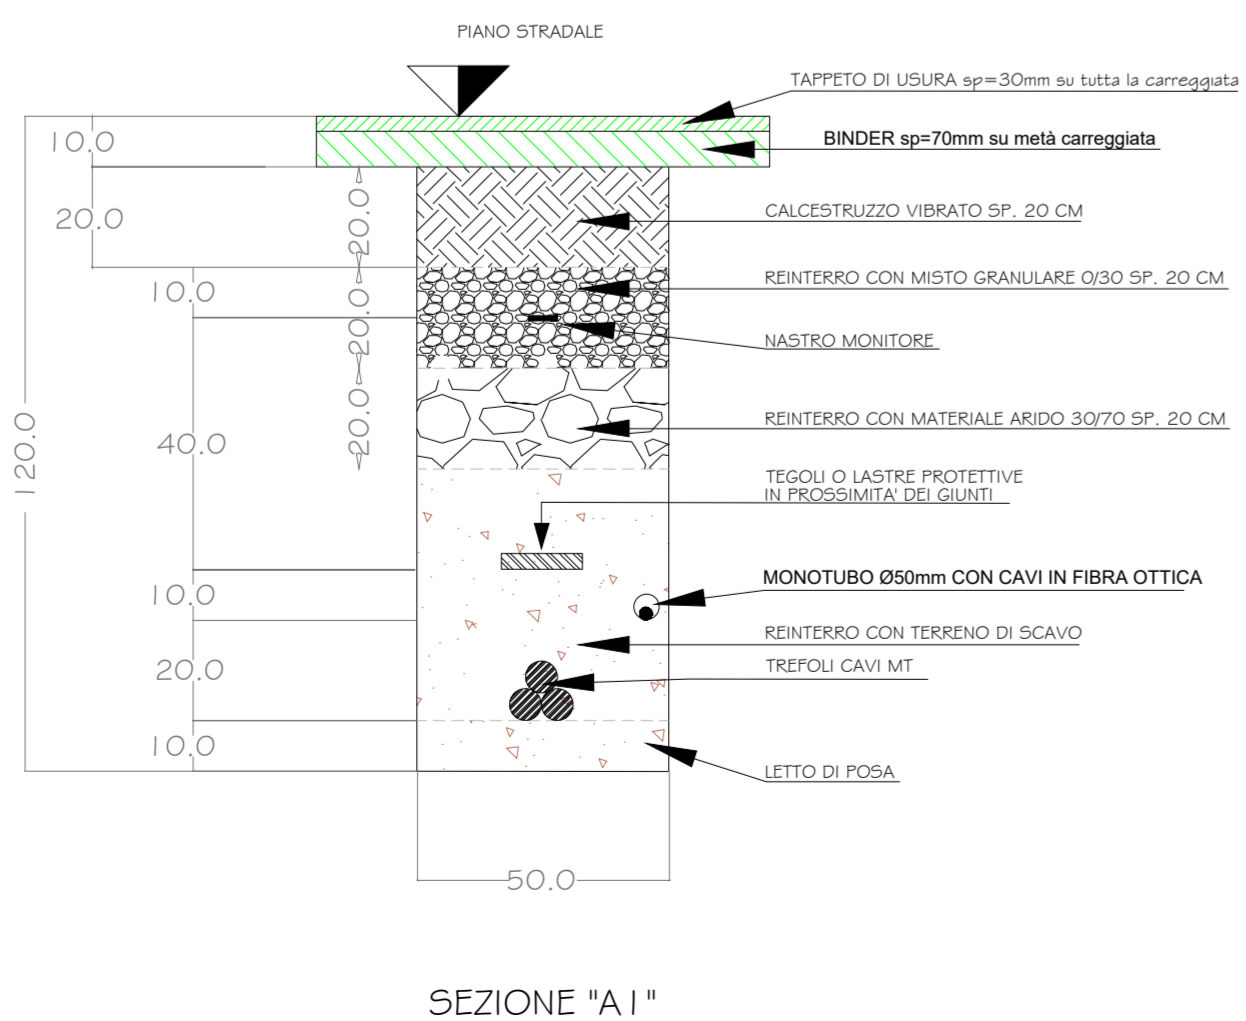 PIANO STRADALE
TAPPETO DI USURA sp=30mm su tutta la carreggiata
10.0
BINDER sp=70mm su metà carreggiata
20.0
20.0
CALCESTRUZZO VIBRATO SP. 20 CM
10.0
20.0
REINTERRO CON MISTO GRANULARE 0/30 SP. 20 CM
NASTRO MONITORE
120.0
40.0
20.0
REINTERRO CON MATERIALE ARIDO 30/70 SP. 20 CM
TEGOLI O LASTRE PROTETTIVE
IN PROSSIMITA' DEI GIUNTI
10.0
MONOTUBO Ø50mm CON CAVI IN FIBRA OTTICA
REINTERRO CON TERRENO DI SCAVO
20.0
TREFOLI CAVI MT
10.0
LETTO DI POSA
50.0
SEZIONE "A1"